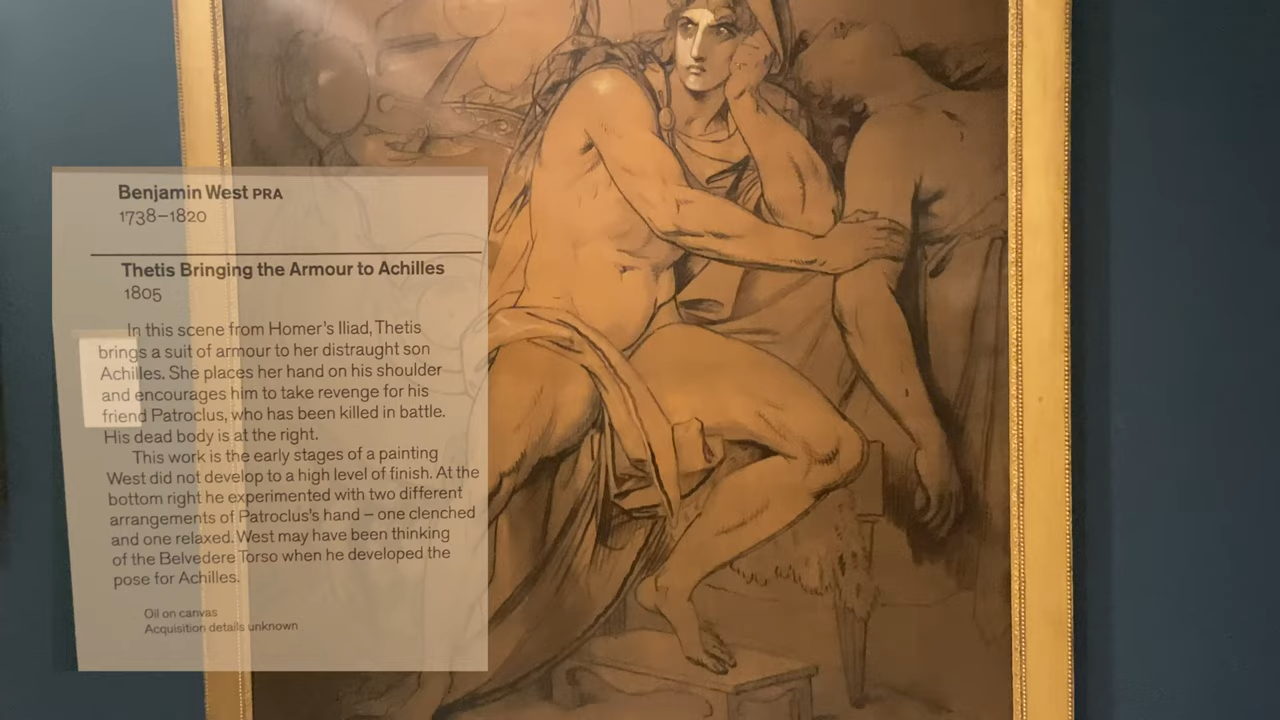 Benjamin West PRA
1738–1820
Thetis Bringing the Armour to Achilles
1805
In this scene from Homer's Iliad, Thetis
brings a suit of armour to her distraught son
Achilles. She places her hand on his shoulder
and encourages him to take revenge for his
friend Patroclus, who has been killed in battle.
His dead body is at the right.
This work is the early stages of a painting
West did not develop to a high level of finish. At the
bottom right he experimented with two different
arrangements of Patroclus's hand – one clenched
and one relaxed. West may have been thinking
of the Belvedere Torso when he developed the
pose for Achilles.
Oil on canvas
Acquisition details unknown